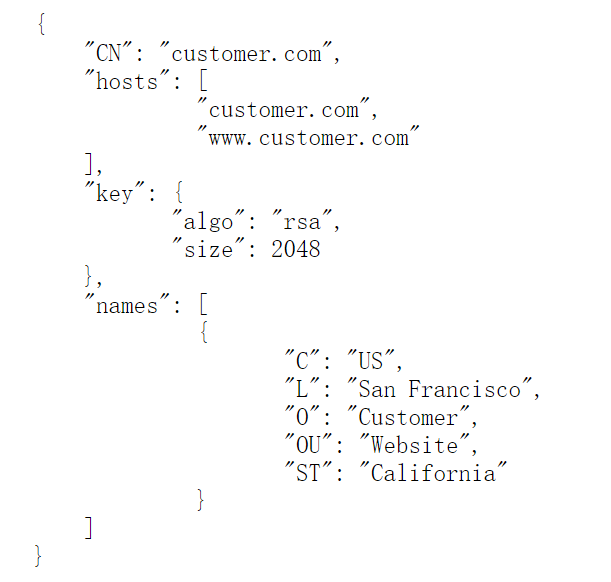 {
    "CN": "customer.com",
    "hosts": [
             "customer.com",
             "www.customer.com"
    ],
    "key": {
           "algo": "rsa",
           "size": 2048
    },
    "names": [
             {
                    "C": "US",
                    "L": "San Francisco",
                    "O": "Customer",
                    "OU": "Website",
                    "ST": "California"
             }
    ]
}